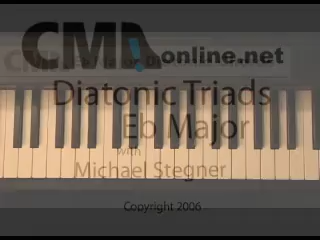 CMA!online.net
Diatonic Triads
Eb Major
with
Michael Stegner
Copyright 2006